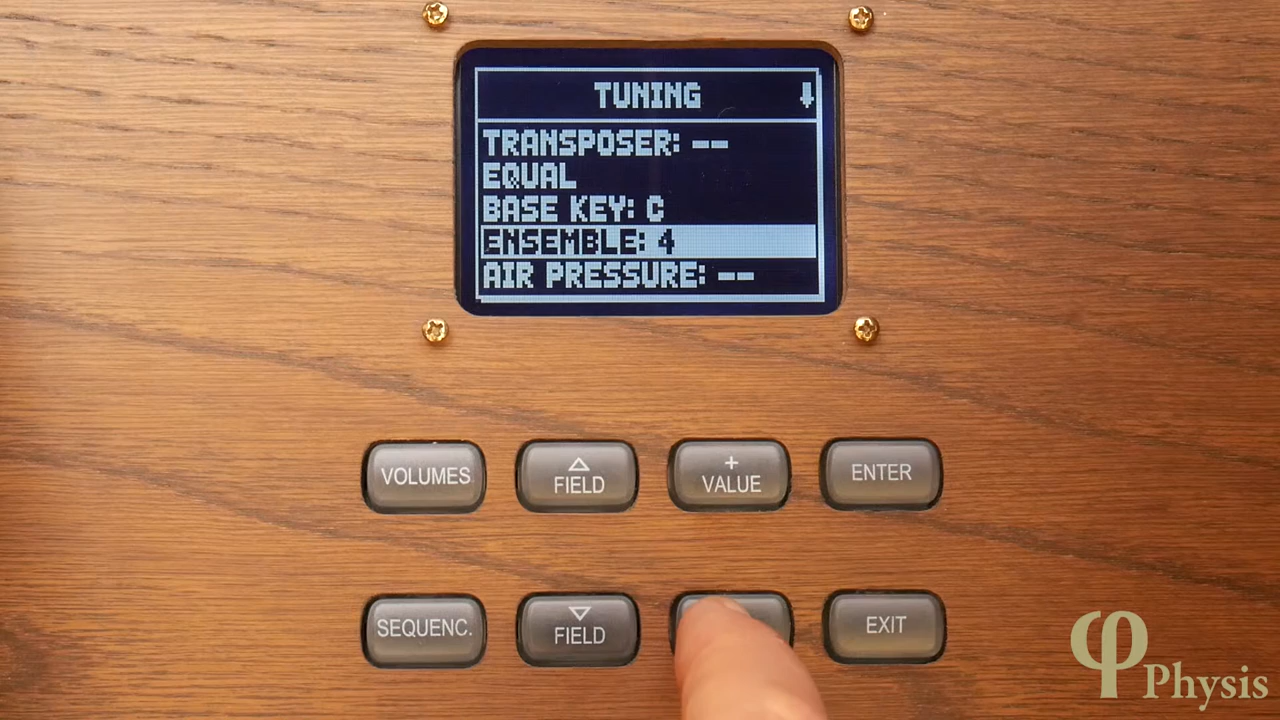 TUNING
TRANSPOSER: --
EQUAL
BASE KEY: C
ENSEMBLE: 4
AIR PRESSURE: --
VOLUMES
FIELD
+
VALUE
ENTER
SEQUENC.
FIELD
EXIT
φ
Physis